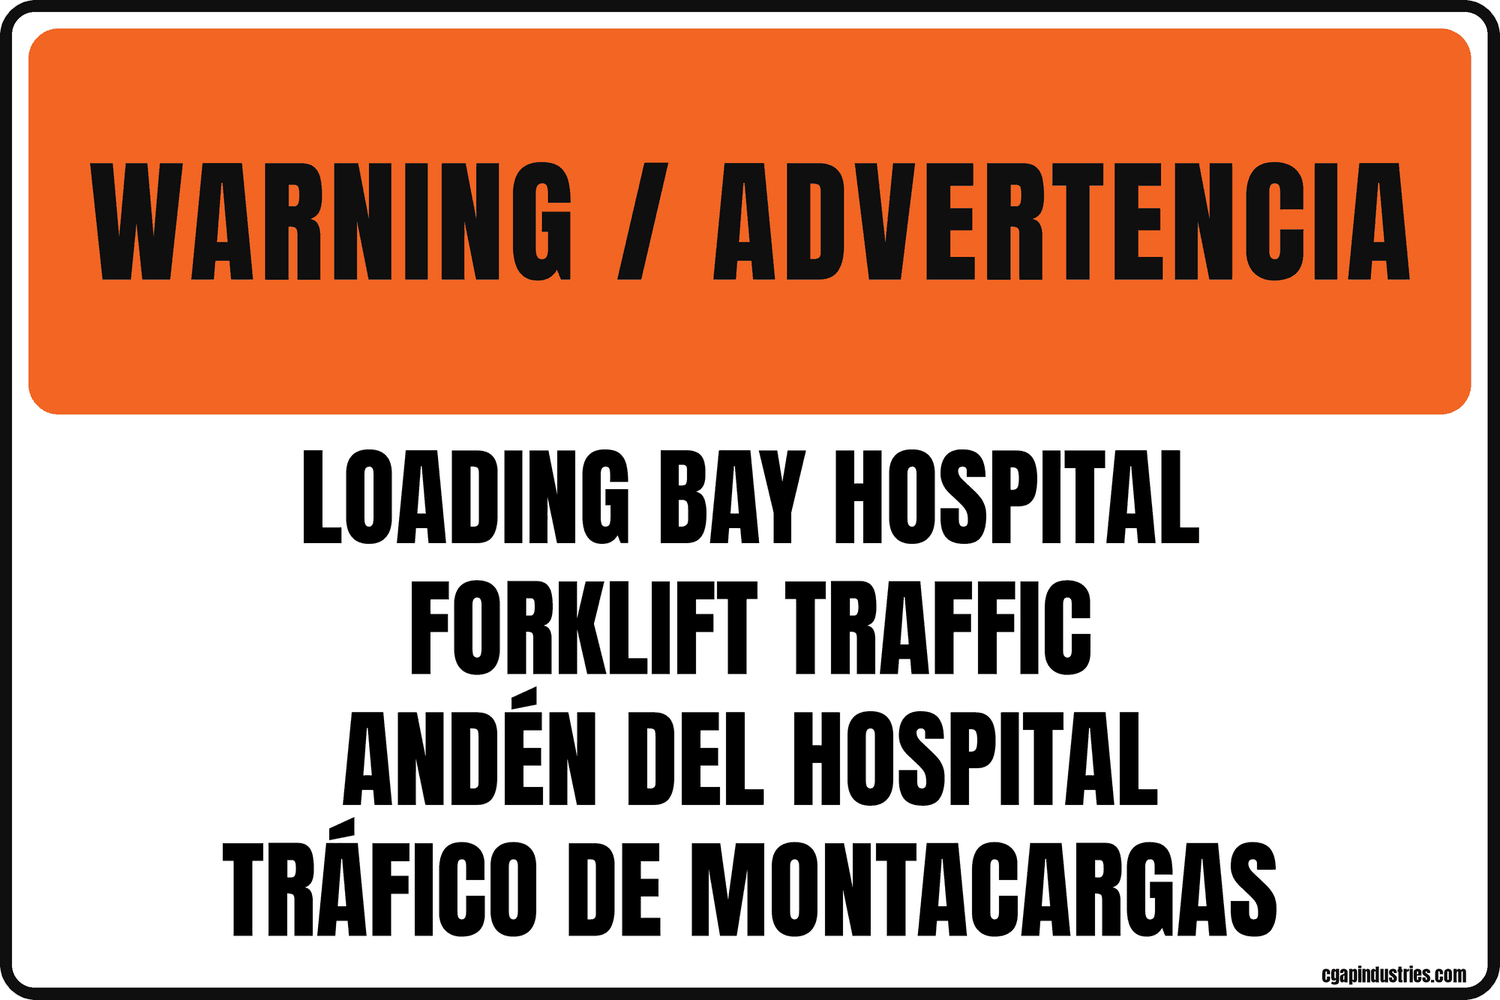 WARNING / ADVERTENCIA
LOADING BAY HOSPITAL
FORKLIFT TRAFFIC
ANDÉN DEL HOSPITAL
TRÁFICO DE MONTACARGAS
cgapindustries.com